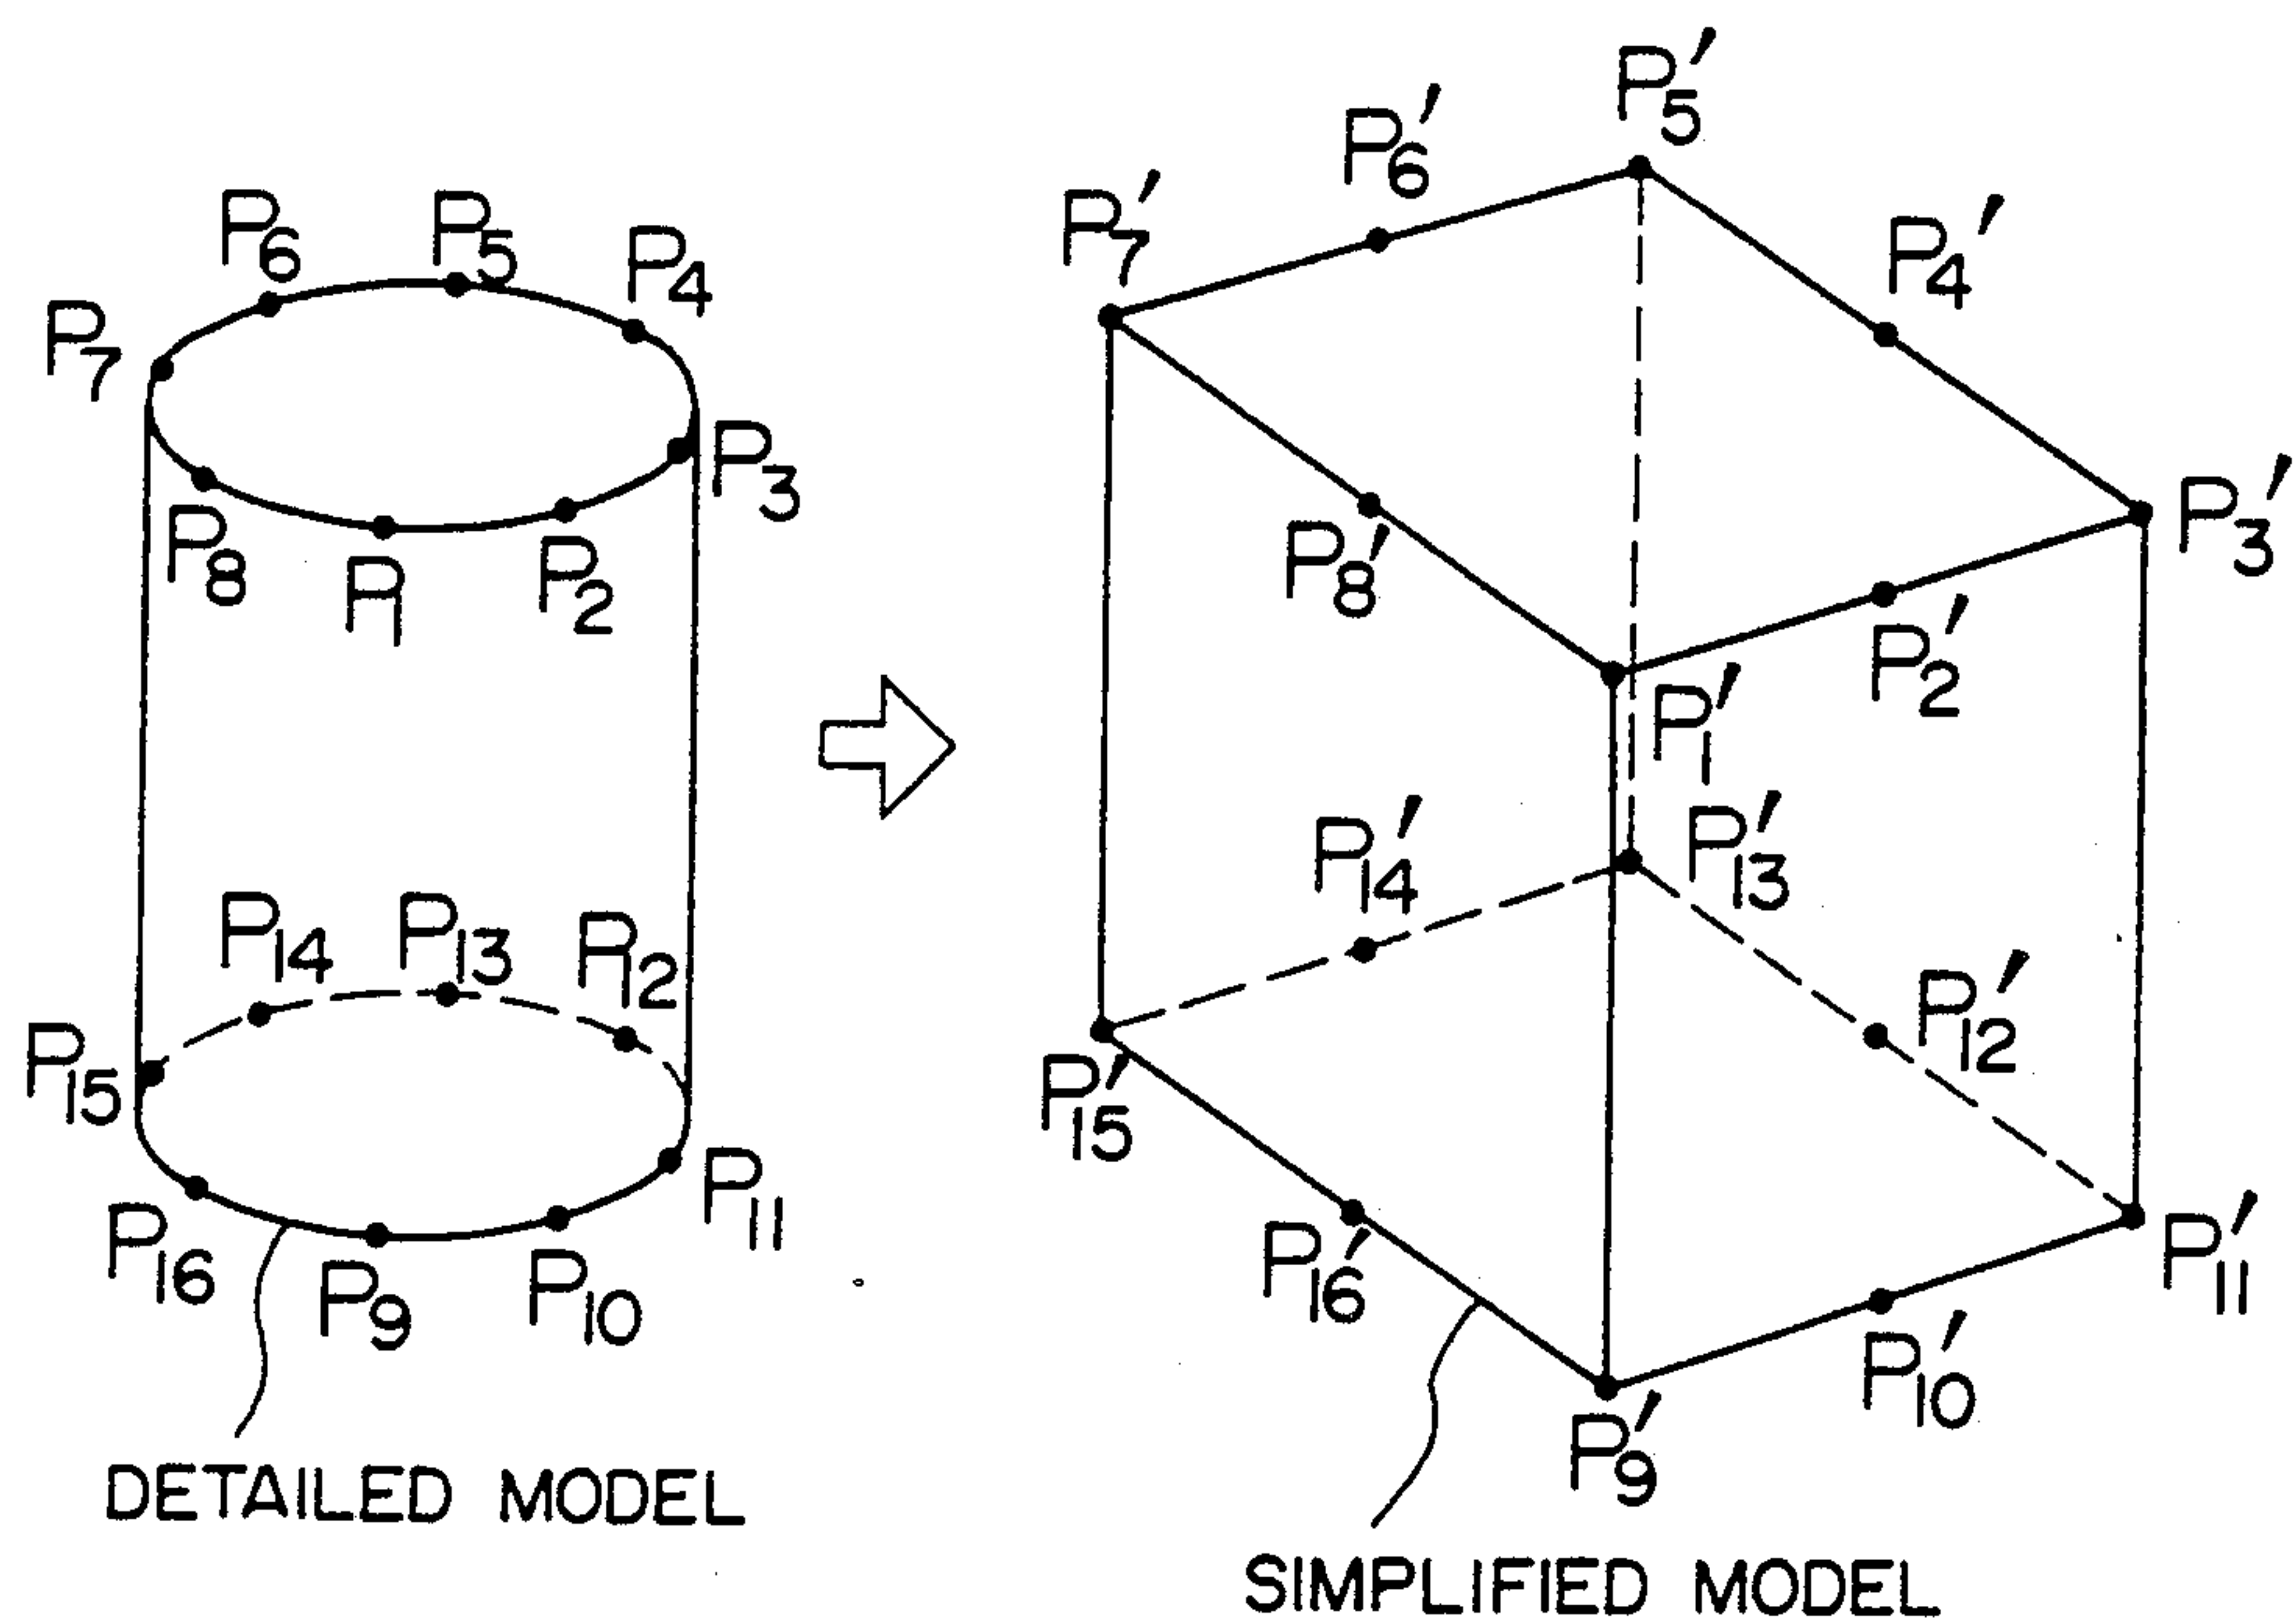 P6 P5 P4
P7 P3
P8 P1 P2
P14 P13 P12
P15 P11
P16 P9 P10
DETAILED MODEL
P5'
P6'
P7' P4'
P3'
P8' P2'
P1'
P14' P13'
P12'
P15'
P16' P11'
P10'
P9'
SIMPLIFIED MODEL